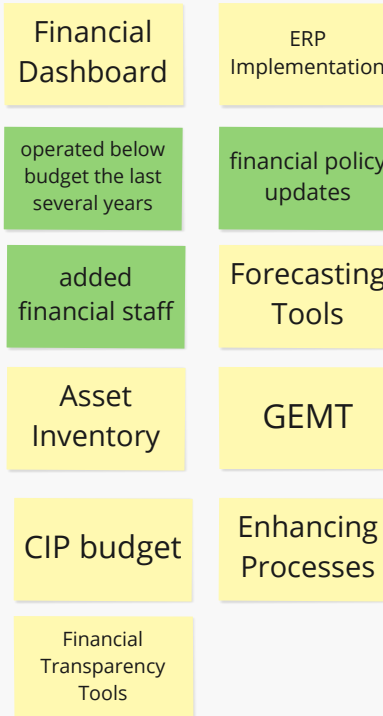 Financial
Dashboard
ERP
Implementation
operated below
budget the last
several years
financial policy
updates
added
financial staff
Forecasting
Tools
Asset
Inventory
GEMT
CIP budget
Enhancing
Processes
Financial
Transparency
Tools